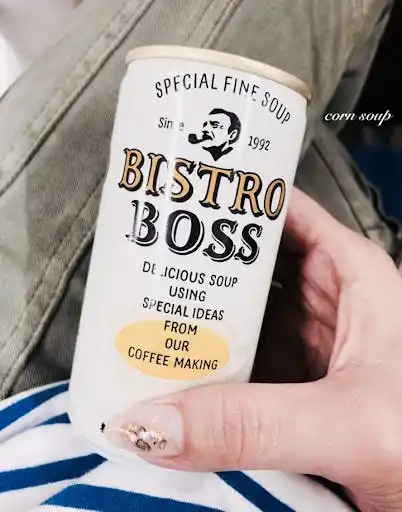 SPECIAL FINE SOUP
Since 1992
corn soup
BISTRO
BOSS
DELICIOUS SOUP
USING
SPECIAL IDEAS
FROM
OUR
COFFEE MAKING